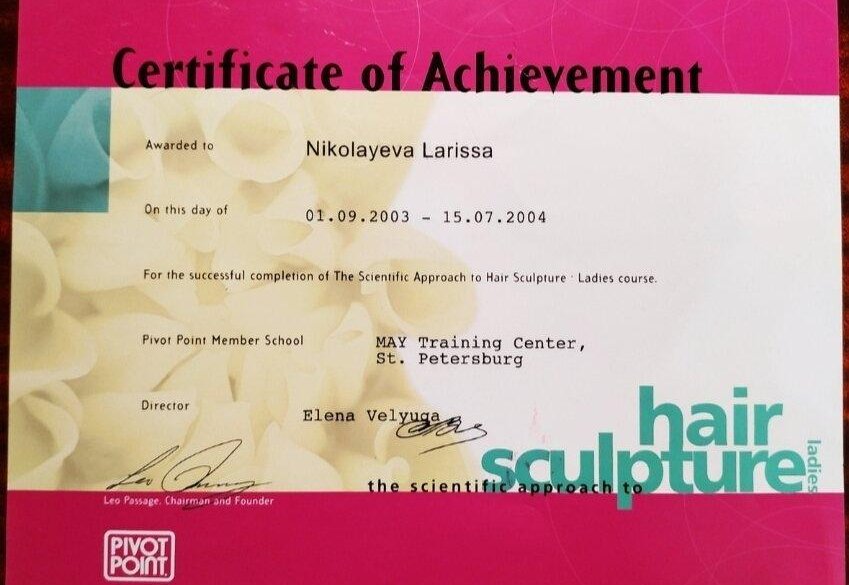 Certificate of Achievement
Awarded to Nikolayeva Larissa
On this day of 01.09.2003 - 15.07.2004
For the successful completion of The Scientific Approach to Hair Sculpture · Ladies course.
Pivot Point Member School MAY Training Center,
St. Petersburg
Director Elena Velyuga
hair
sculpture
ladies
the scientific approach to
Leo Passage, Chairman and Founder
PIVOT
POINT